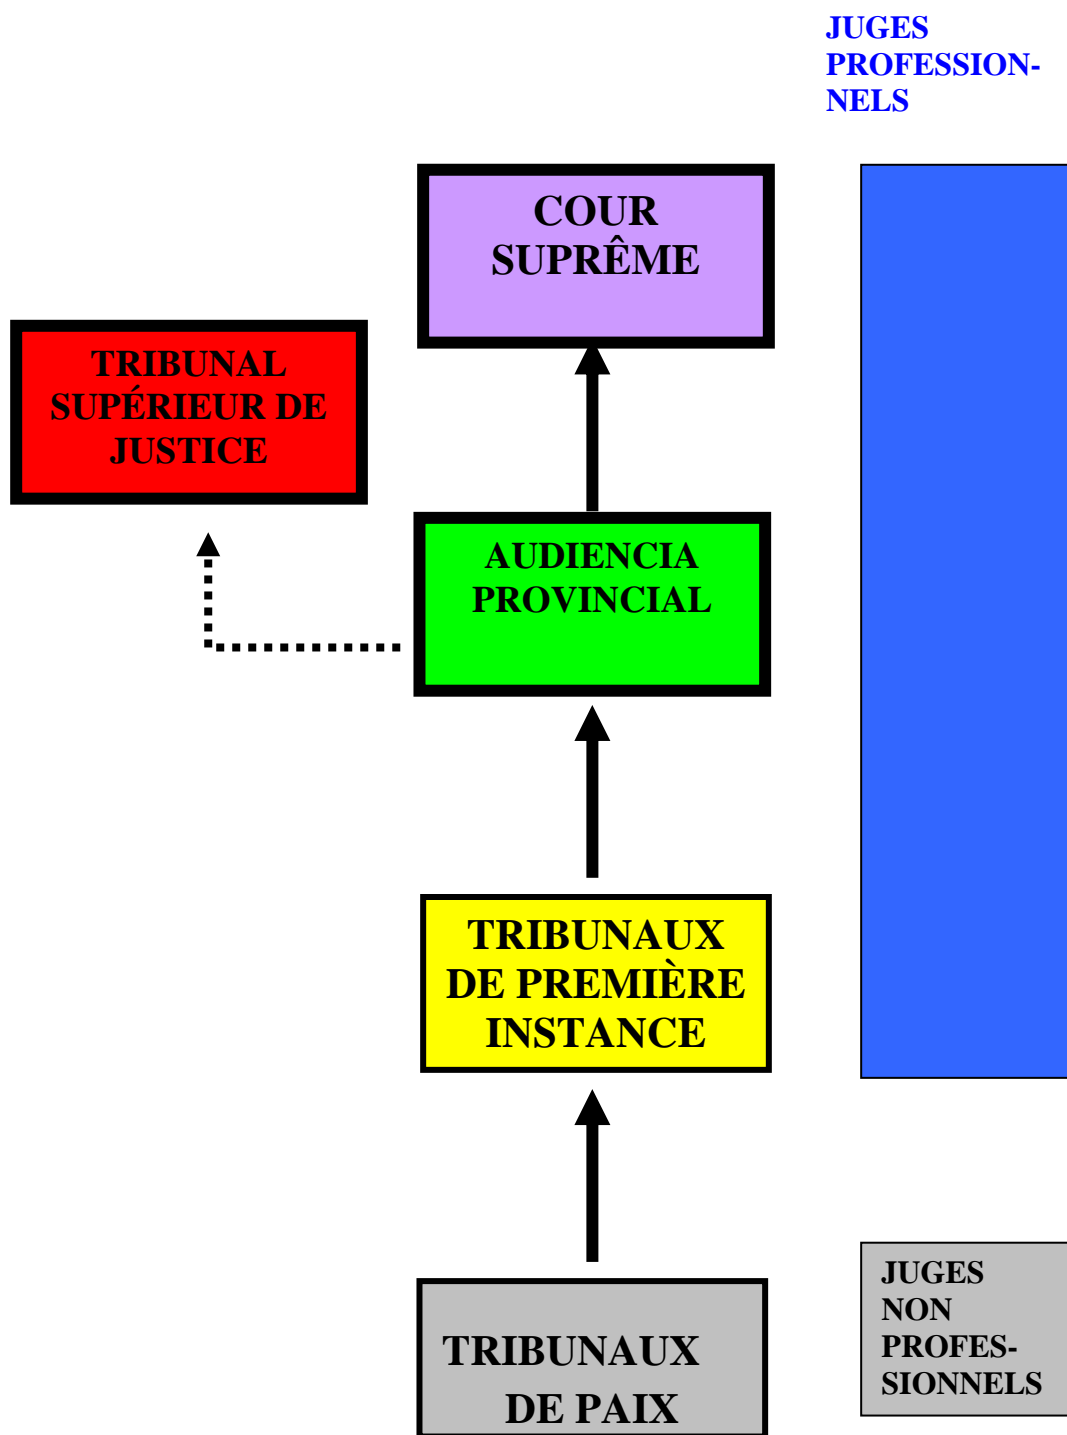 JUGES
PROFESSION-
NELS
COUR
SUPRÊME
TRIBUNAL
SUPÉRIEUR DE
JUSTICE
AUDIENCIA
PROVINCIAL
TRIBUNAUX
DE PREMIÈRE
INSTANCE
TRIBUNAUX
DE PAIX
JUGES
NON
PROFES-
SIONNELS